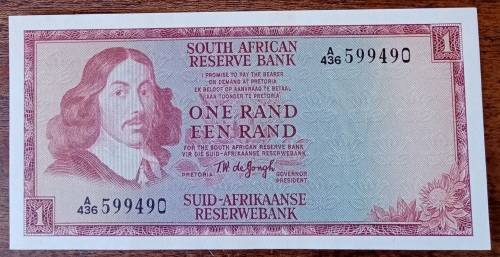 SOUTH AFRICAN
RESERVE BANK
1
A/436 599490
I PROMISE TO PAY THE BEARER
ON DEMAND AT PRETORIA
EK BELOOF OP AANVRAAG TE BETAAL
AAN TOONDER TE PRETORIA
ONE RAND
EEN RAND
FOR THE SOUTH AFRICAN RESERVE BANK
VIR DIE SUID-AFRIKAANSE RESERWEBANK
PRETORIA T.W. de Jongh GOVERNOR
PRESIDENT
1
A/436 599490
SUID-AFRIKAANSE
RESERWEBANK